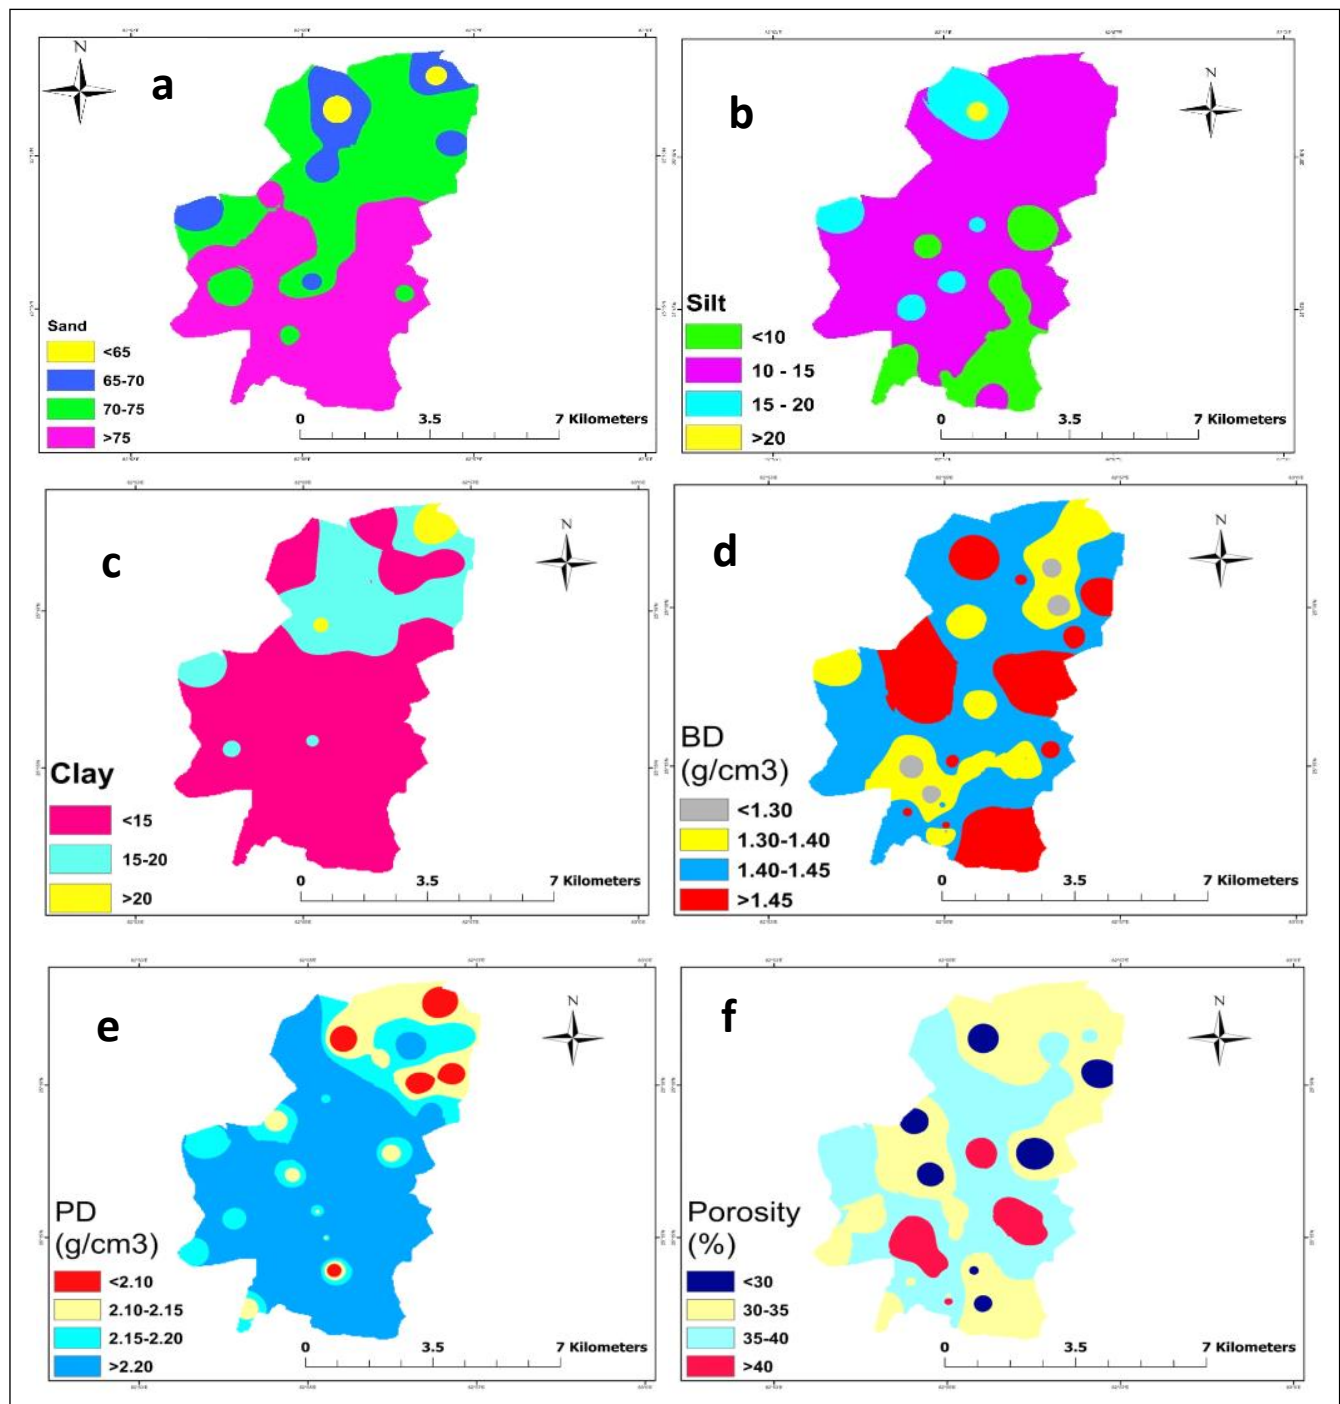 N
a
Sand
<65
65-70
70-75
>75
0 3.5 7 Kilometers
N
b
Silt
<10
10 - 15
15 - 20
>20
0 3.5 7 Kilometers
N
c
Clay
<15
15-20
>20
0 3.5 7 Kilometers
N
d
BD
(g/cm3)
<1.30
1.30-1.40
1.40-1.45
>1.45
0 3.5 7 Kilometers
N
e
PD
(g/cm3)
<2.10
2.10-2.15
2.15-2.20
>2.20
0 3.5 7 Kilometers
N
f
Porosity
(%)
<30
30-35
35-40
>40
0 3.5 7 Kilometers